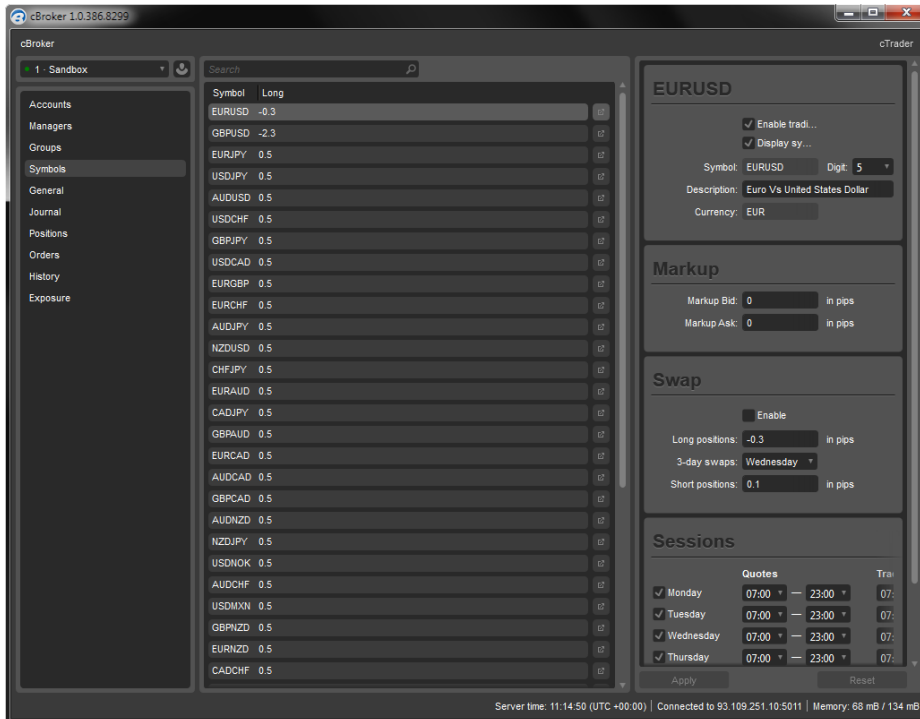 cBroker 1.0.386.8299
cBroker
cTrader
1 - Sandbox
Accounts
Managers
Groups
Symbols
General
Journal
Positions
Orders
History
Exposure
Search
Symbol Long
EURUSD -0.3
GBPUSD -2.3
EURJPY 0.5
USDJPY 0.5
AUDUSD 0.5
USDCHF 0.5
GBPJPY 0.5
USDCAD 0.5
EURGBP 0.5
EURCHF 0.5
AUDJPY 0.5
NZDUSD 0.5
CHFJPY 0.5
EURAUD 0.5
CADJPY 0.5
GBPAUD 0.5
EURCAD 0.5
AUDCAD 0.5
GBPCAD 0.5
AUDNZD 0.5
NZDJPY 0.5
USDNOK 0.5
AUDCHF 0.5
USDMXN 0.5
GBPNZD 0.5
EURNZD 0.5
CADCHF 0.5
EURUSD
Enable tradi...
Display sy...
Symbol: EURUSD Digit: 5
Description: Euro Vs United States Dollar
Currency: EUR
Markup
Markup Bid: 0 in pips
Markup Ask: 0 in pips
Swap
Enable
Long positions: -0.3 in pips
3-day swaps: Wednesday
Short positions: 0.1 in pips
Sessions
Quotes Tra
Monday 07:00 — 23:00 07:
Tuesday 07:00 — 23:00 07:
Wednesday 07:00 — 23:00 07:
Thursday 07:00 — 23:00 07:
Apply Reset
Server time: 11:14:50 (UTC +00:00) | Connected to 93.109.251.10:5011 | Memory: 68 mB / 134 mB